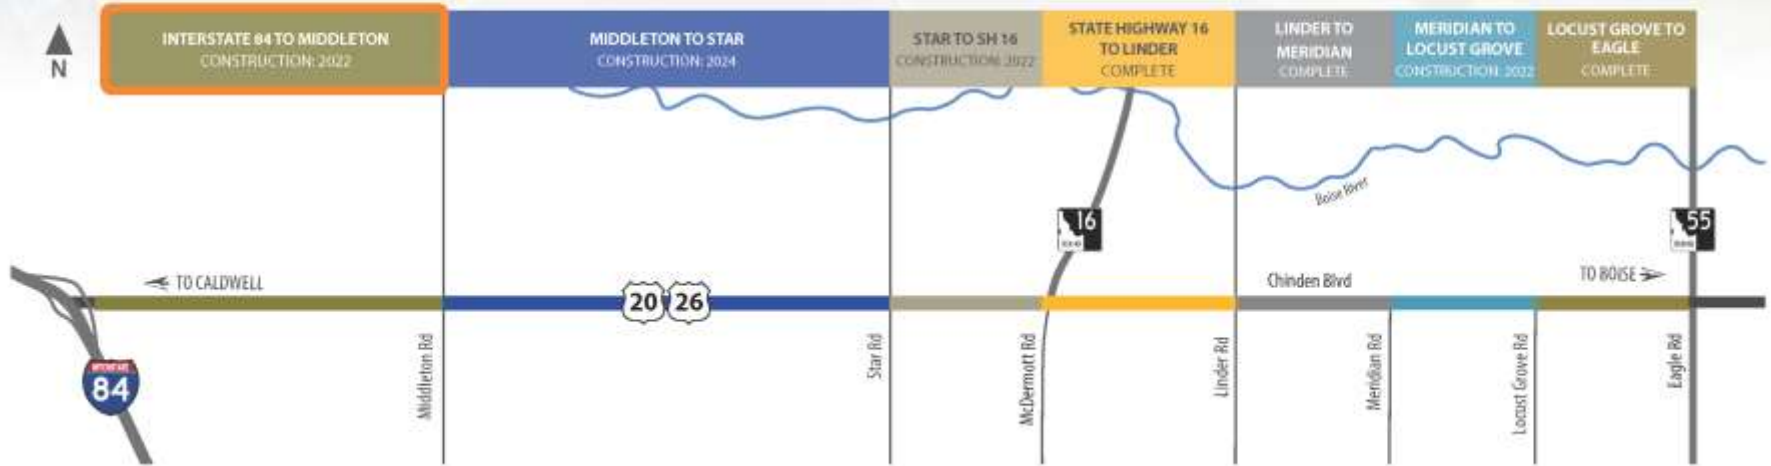 INTERSTATE 84 TO MIDDLETON
CONSTRUCTION: 2022
MIDDLETON TO STAR
CONSTRUCTION: 2024
STAR TO SH 16
CONSTRUCTION: 2022
STATE HIGHWAY 16
TO LINDER
COMPLETE
LINDER TO
MERIDIAN
COMPLETE
MERIDIAN TO
LOCUST GROVE
CONSTRUCTION: 2022
LOCUST GROVE TO
EAGLE
COMPLETE
N
Boise River
16
55
TO CALDWELL
20 26
Chinden Blvd
TO BOISE
INTERSTATE
84
Middleton Rd
Star Rd
McDermott Rd
Linder Rd
Meridian Rd
Locust Grove Rd
Eagle Rd